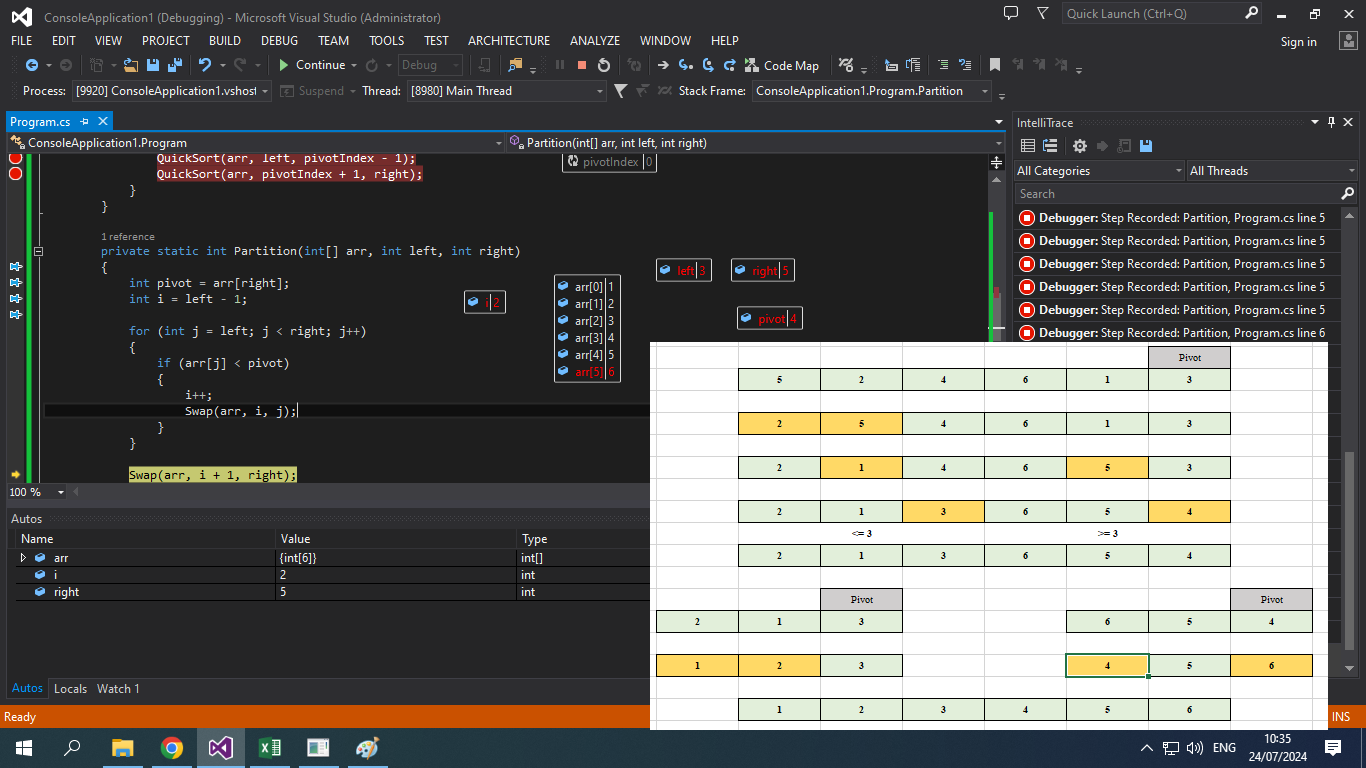 ConsoleApplication1 (Debugging) - Microsoft Visual Studio (Administrator)
Quick Launch (Ctrl+Q)
FILE EDIT VIEW PROJECT BUILD DEBUG TEAM TOOLS TEST ARCHITECTURE ANALYZE WINDOW HELP
Sign in
Continue Debug Code Map
Process: [9920] ConsoleApplication1.vshost Suspend Thread: [8980] Main Thread Stack Frame: ConsoleApplication1.Program.Partition
Program.cs
ConsoleApplication1.Program Partition(int[] arr, int left, int right)
QuickSort(arr, left, pivotIndex - 1);
pivotIndex 0
QuickSort(arr, pivotIndex + 1, right);
}
}
1 reference
private static int Partition(int[] arr, int left, int right)
{
left 3 right 5
int pivot = arr[right];
arr[0] 1
int i = left - 1;
i 2
arr[1] 2
arr[2] 3
pivot 4
for (int j = left; j < right; j++)
arr[3] 4
{
arr[4] 5
if (arr[j] < pivot)
arr[5] 6
{
i++;
Swap(arr, i, j);
}
}
Swap(arr, i + 1, right);
100 %
Autos
Name Value Type
arr {int[6]} int[]
i 2 int
right 5 int
Autos Locals Watch 1
Ready
INS
IntelliTrace
All Categories All Threads
Search
Debugger: Step Recorded: Partition, Program.cs line 5
Debugger: Step Recorded: Partition, Program.cs line 5
Debugger: Step Recorded: Partition, Program.cs line 5
Debugger: Step Recorded: Partition, Program.cs line 5
Debugger: Step Recorded: Partition, Program.cs line 5
Debugger: Step Recorded: Partition, Program.cs line 6
Pivot
5 2 4 6 1 3
2 5 4 6 1 3
2 1 4 6 5 3
2 1 3 6 5 4
<= 3 >= 3
2 1 3 6 5 4
Pivot Pivot
2 1 3 6 5 4
1 2 3 4 5 6
1 2 3 4 5 6
ENG
10:35
24/07/2024